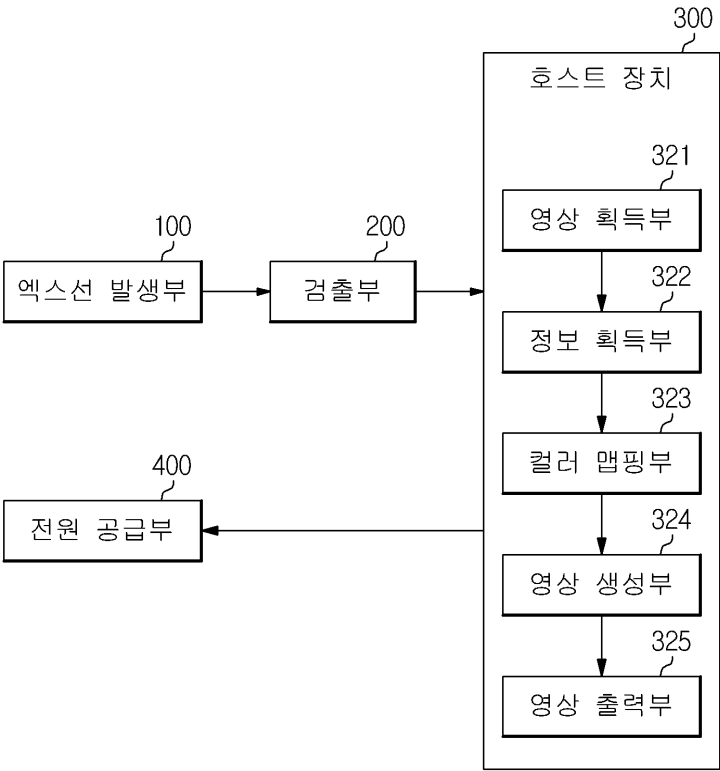 300
호스트 장치
321
영상 획득부
100
엑스선 발생부
200
검출부
322
정보 획득부
323
컬러 맵핑부
400
전원 공급부
324
영상 생성부
325
영상 출력부